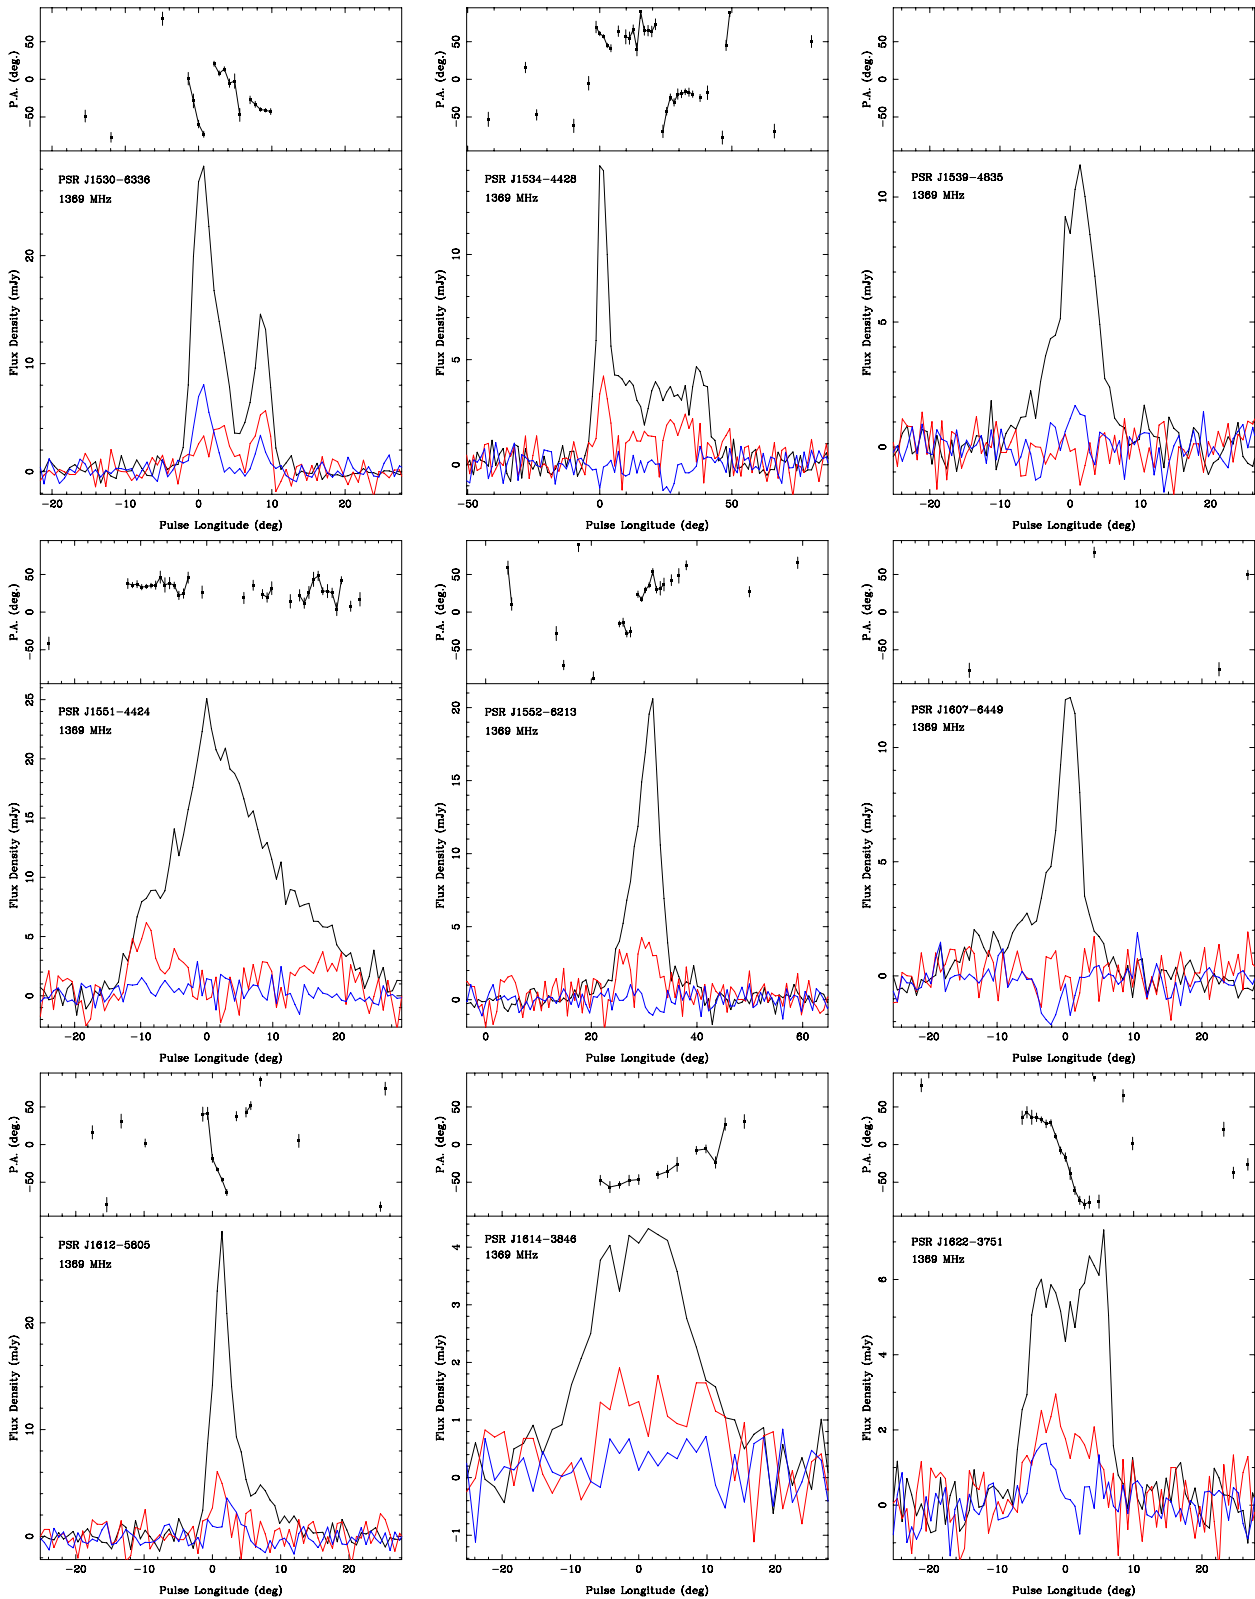 P.A. (deg.)
50
0
−50
PSR J1530−6336
1369 MHz
Flux Density (mJy)
20
10
0
−20 −10 0 10 20
Pulse Longitude (deg)
P.A. (deg.)
50
0
−50
PSR J1534−4428
1369 MHz
Flux Density (mJy)
10
5
0
−50 0 50
Pulse Longitude (deg)
P.A. (deg.)
50
0
−50
PSR J1539−4835
1369 MHz
Flux Density (mJy)
10
5
0
−20 −10 0 10 20
Pulse Longitude (deg)
P.A. (deg.)
50
0
−50
PSR J1551−4424
1369 MHz
Flux Density (mJy)
25
20
15
10
5
0
−20 −10 0 10 20
Pulse Longitude (deg)
P.A. (deg.)
50
0
−50
PSR J1552−6213
1369 MHz
Flux Density (mJy)
20
15
10
5
0
0 20 40 60
Pulse Longitude (deg)
P.A. (deg.)
50
0
−50
PSR J1607−6449
1369 MHz
Flux Density (mJy)
10
5
0
−20 −10 0 10 20
Pulse Longitude (deg)
P.A. (deg.)
50
0
−50
PSR J1612−5805
1369 MHz
Flux Density (mJy)
20
10
0
−20 −10 0 10 20
Pulse Longitude (deg)
P.A. (deg.)
50
0
−50
PSR J1614−3846
1369 MHz
Flux Density (mJy)
4
3
2
1
0
−1
−20 −10 0 10 20
Pulse Longitude (deg)
P.A. (deg.)
50
0
−50
PSR J1622−3751
1369 MHz
Flux Density (mJy)
6
4
2
0
−20 −10 0 10 20
Pulse Longitude (deg)